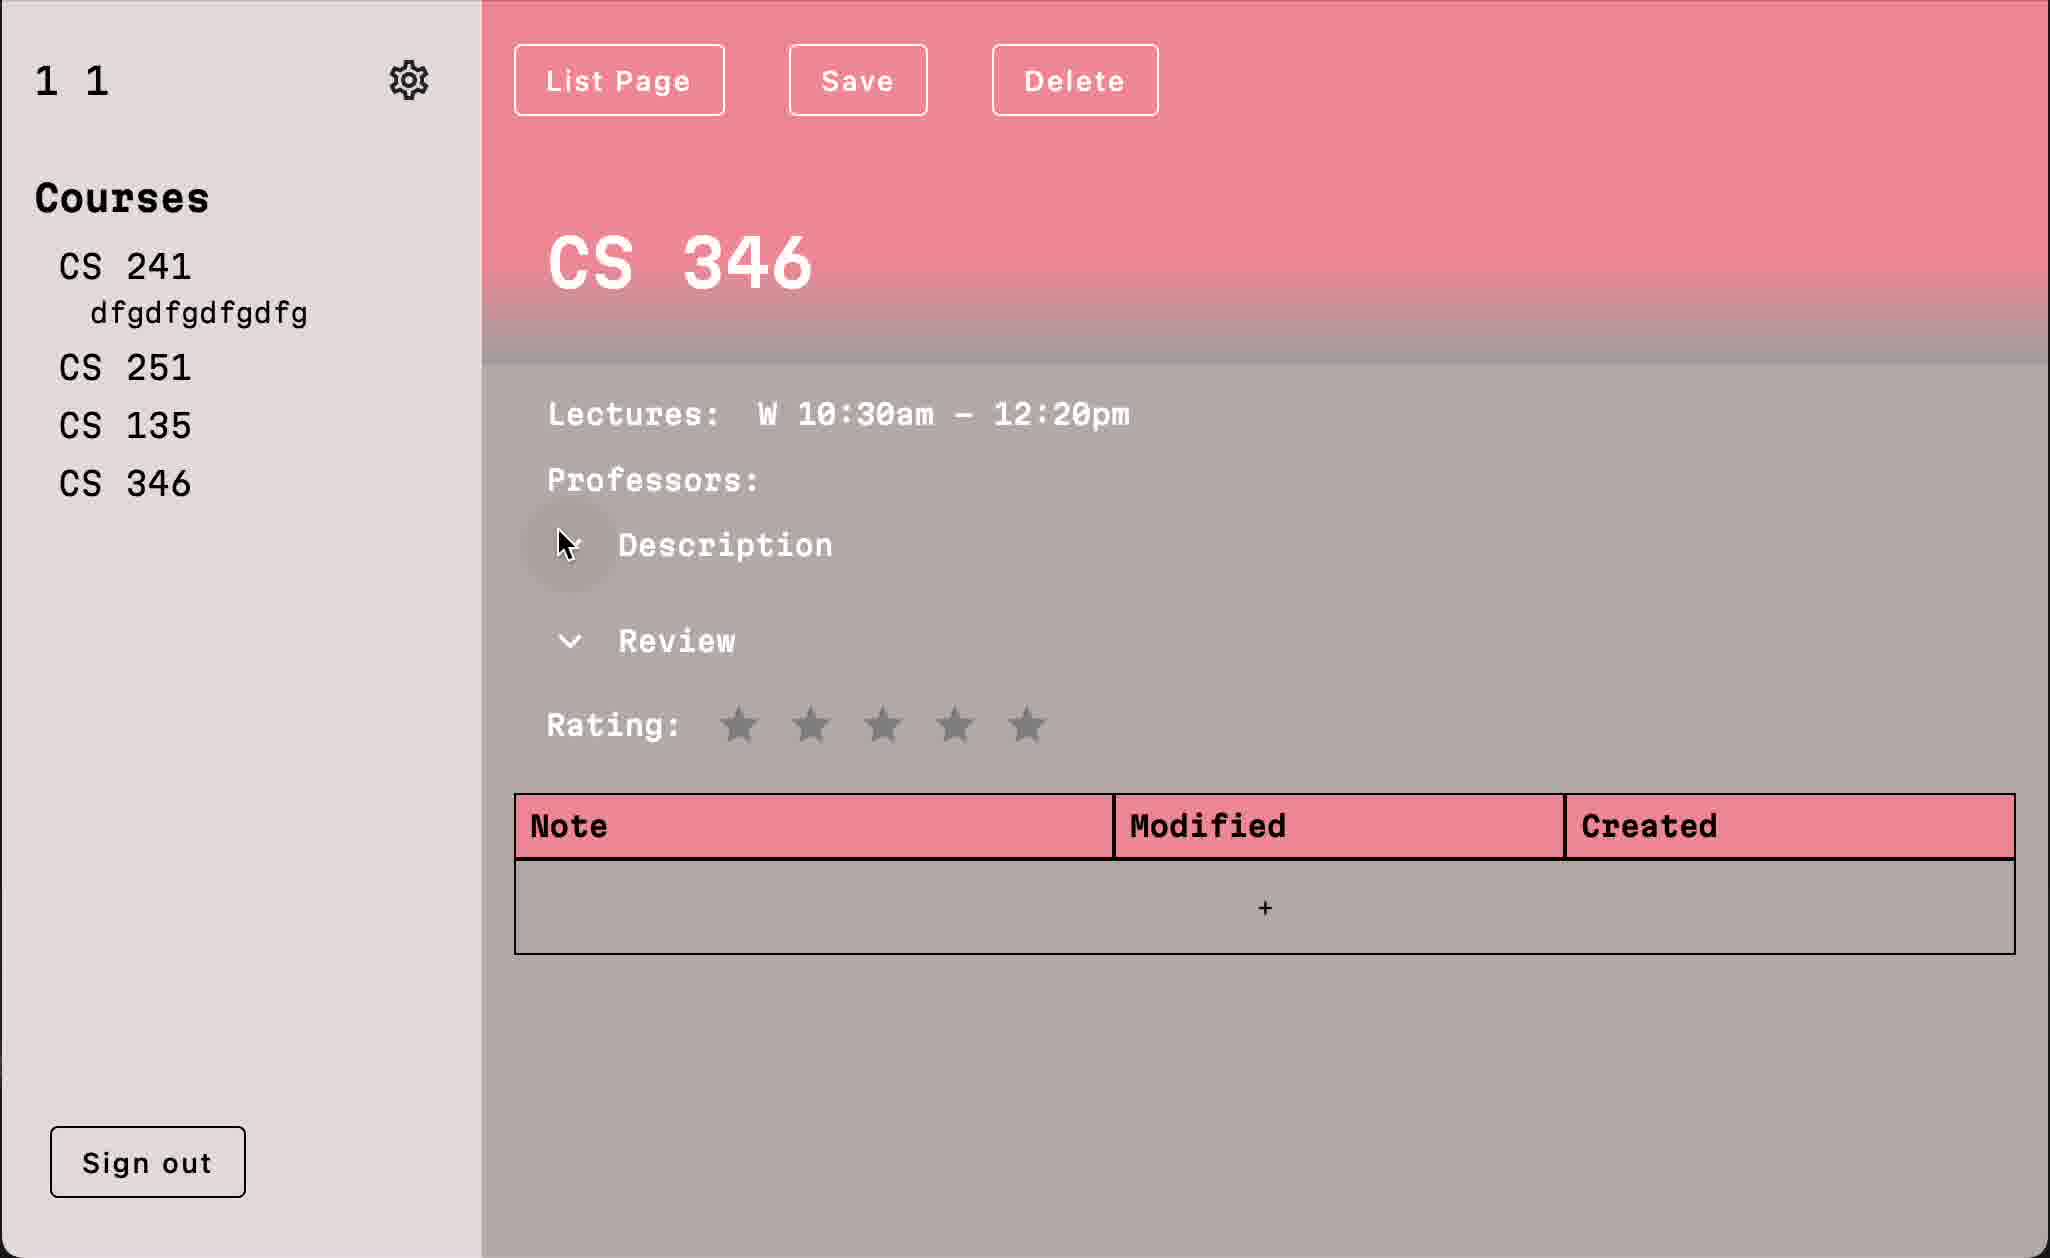 1 1
Courses
CS 241
dfgdfgdfgdfg
CS 251
CS 135
CS 346
Sign out
List Page Save Delete
CS 346
Lectures: W 10:30am - 12:20pm
Professors:
Description
Review
Rating:
Note Modified Created
+